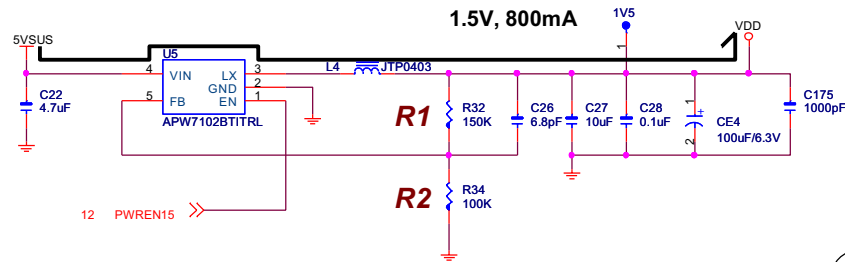 1.5V, 800mA
1V5
VDD
5VSUS
U5
1
L4
JTP0403
4
VIN
LX
3
GND
2
5
FB
EN
1
APW7102BTITRL
C22
4.7uF
R1
R32
150K
C26
6.8pF
C27
10uF
C28
0.1uF
1
+
2
CE4
100uF/6.3V
C175
1000pF
R2
R34
100K
12
PWREN15